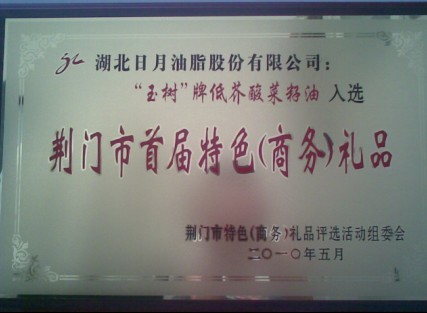 湖北日月油脂股份有限公司：
“玉树”牌低芥酸菜籽油 入选
荆门市首届特色(商务)礼品
荆门市特色(商务)礼品评选活动组委会
二〇一〇年五月